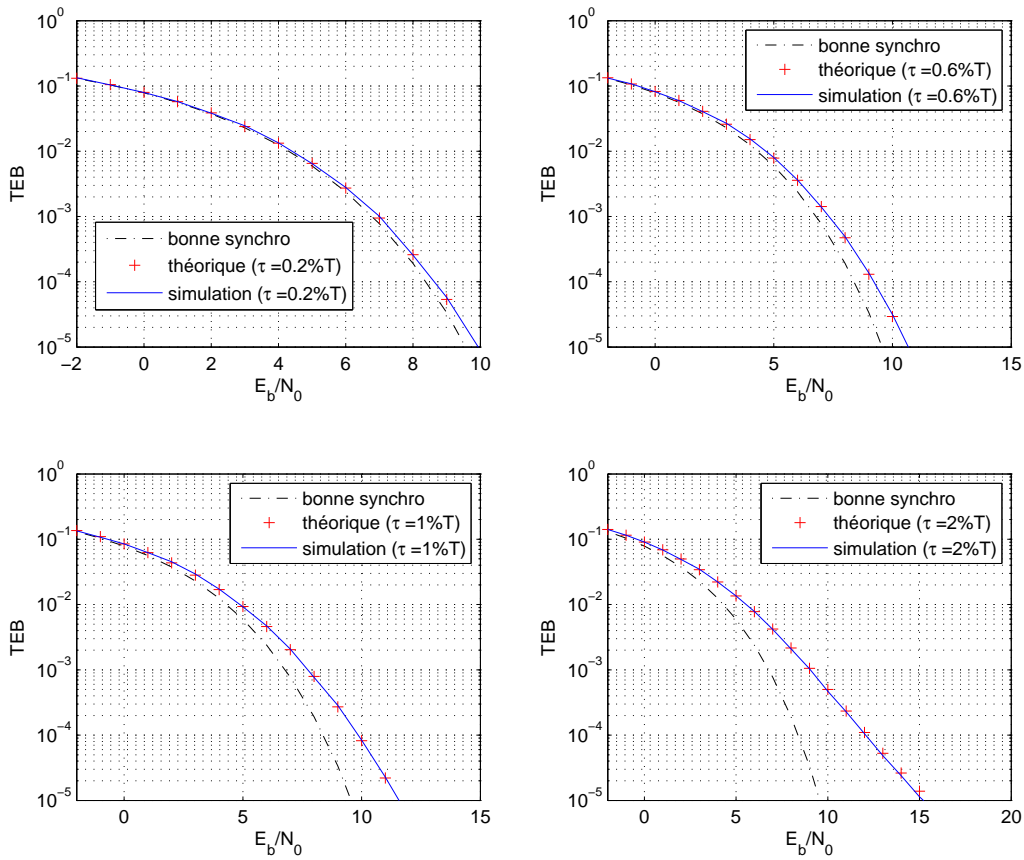 10^0
10^-1
10^-2
10^-3
10^-4
10^-5
TEB
bonne synchro
théorique (τ =0.2%T)
simulation (τ =0.2%T)
−2 0 2 4 6 8 10
E_b/N_0
10^0
10^-1
10^-2
10^-3
10^-4
10^-5
TEB
bonne synchro
théorique (τ =0.6%T)
simulation (τ =0.6%T)
0 5 10 15
E_b/N_0
10^0
10^-1
10^-2
10^-3
10^-4
10^-5
TEB
bonne synchro
théorique (τ =1%T)
simulation (τ =1%T)
0 5 10 15
E_b/N_0
10^0
10^-1
10^-2
10^-3
10^-4
10^-5
TEB
bonne synchro
théorique (τ =2%T)
simulation (τ =2%T)
0 5 10 15 20
E_b/N_0